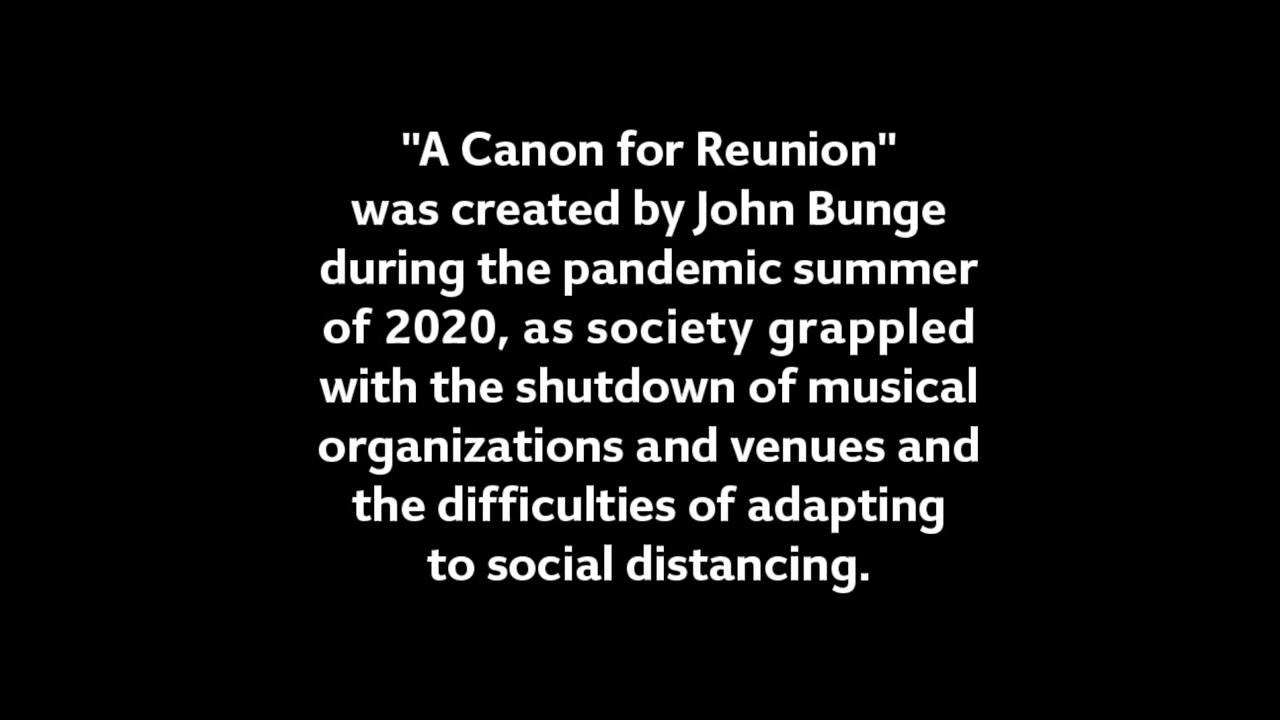 "A Canon for Reunion"
was created by John Bunge
during the pandemic summer
of 2020, as society grappled
with the shutdown of musical
organizations and venues and
the difficulties of adapting
to social distancing.